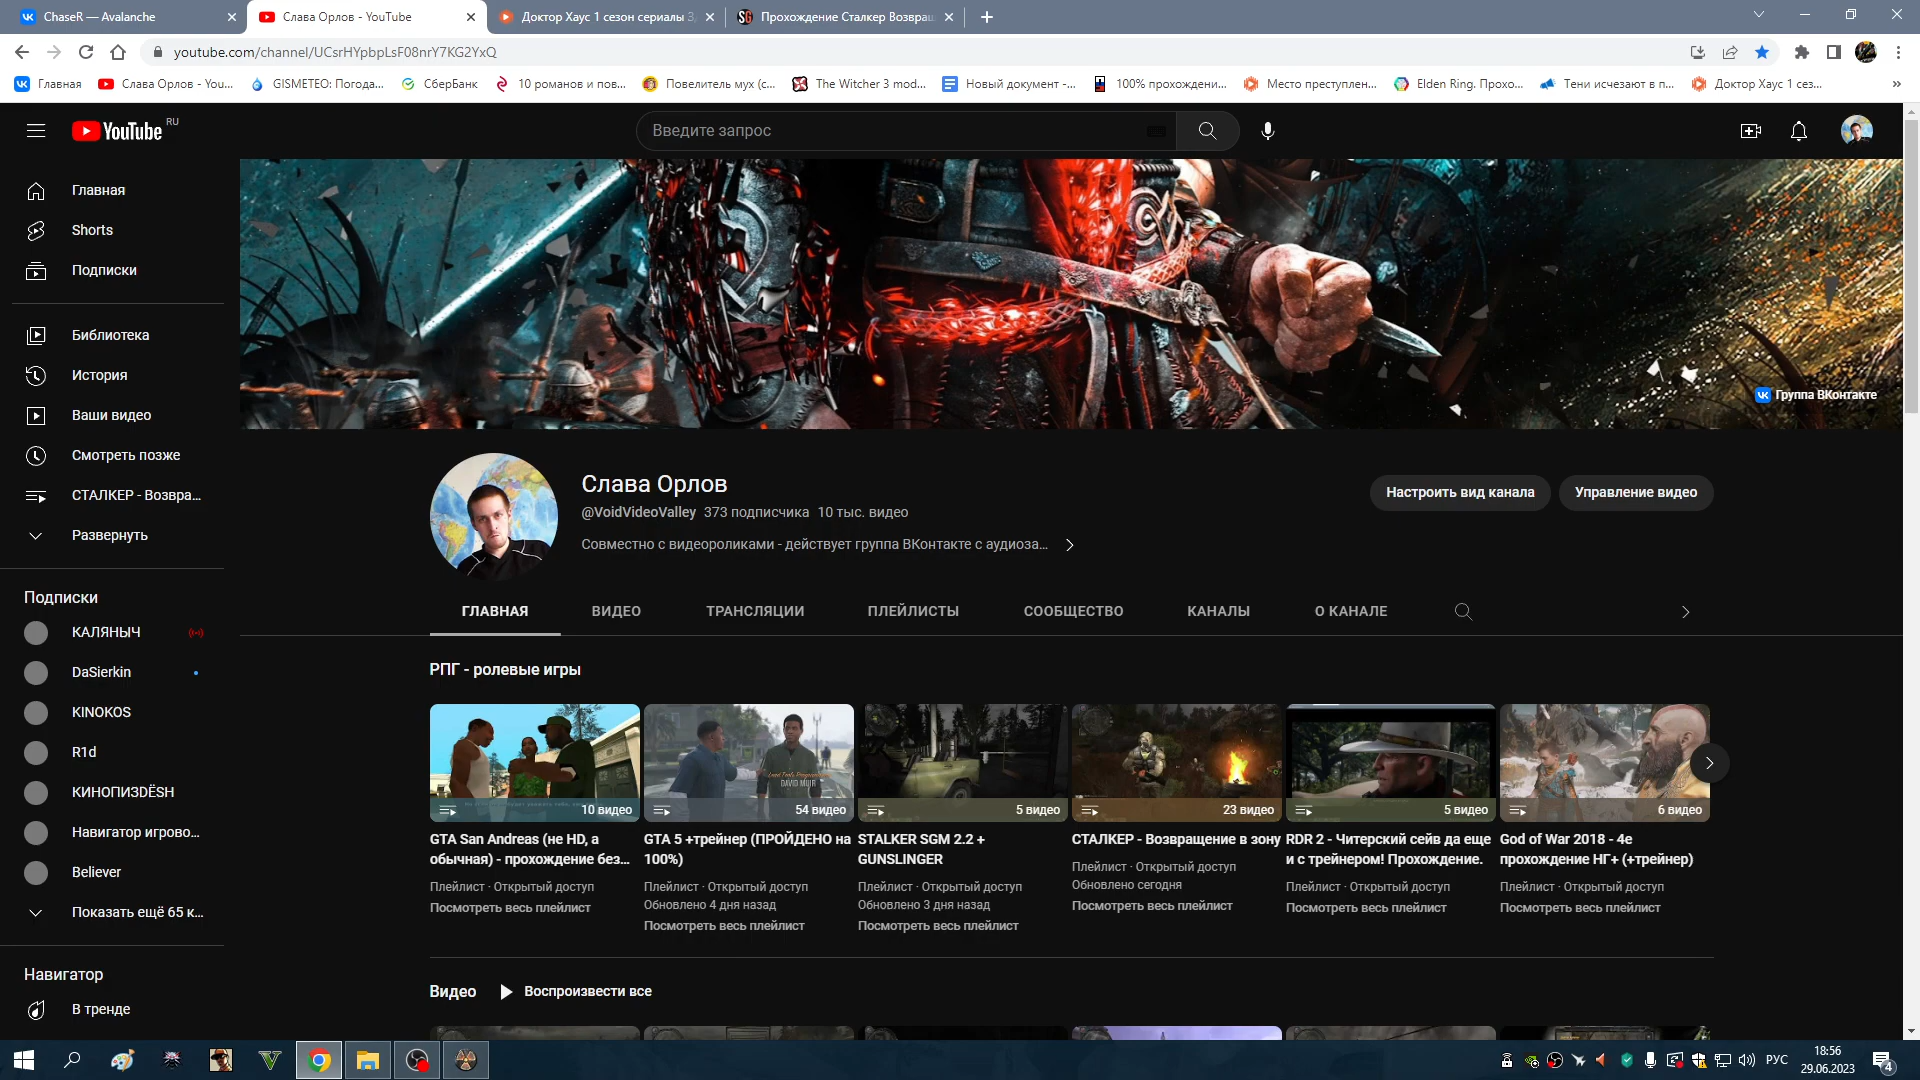 ChaseR — Avalanche
Слава Орлов - YouTube
Доктор Хаус 1 сезон сериалы
Прохождение Сталкер Возвращ
youtube.com/channel/UCsrHYpbpLsF08nrY7KG2YxQ
Главная
Слава Орлов - You...
GISMETEO: Погода...
СберБанк
10 романов и пов...
Повелитель мух (с...
The Witcher 3 mod...
Новый документ -...
100% прохождени...
Место преступлен...
Elden Ring. Прохо...
Тени исчезают в п...
Доктор Хаус 1 сез...
YouTube RU
Введите запрос
Главная
Shorts
Подписки
Библиотека
История
Ваши видео
Смотреть позже
СТАЛКЕР - Возвра...
Развернуть
Подписки
КАЛЯНЫЧ
DaSierkin
KINOKOS
R1d
КИНОПИЗDЁSH
Навигатор игрово...
Believer
Показать ещё 65 к...
Навигатор
В тренде
Группа ВКонтакте
Слава Орлов
@VoidVideoValley 373 подписчика 10 тыс. видео
Совместно с видеороликами - действует группа ВКонтакте с аудиоза...
Настроить вид канала
Управление видео
ГЛАВНАЯ
ВИДЕО
ТРАНСЛЯЦИИ
ПЛЕЙЛИСТЫ
СООБЩЕСТВО
КАНАЛЫ
О КАНАЛЕ
РПГ - ролевые игры
10 видео
GTA San Andreas (не HD, а
обычная) - прохождение без...
Плейлист · Открытый доступ
Посмотреть весь плейлист
DAVID MUIR
54 видео
GTA 5 +трейнер (ПРОЙДЕНО на
100%)
Плейлист · Открытый доступ
Обновлено 4 дня назад
Посмотреть весь плейлист
5 видео
STALKER SGM 2.2 +
GUNSLINGER
Плейлист · Открытый доступ
Обновлено 3 дня назад
Посмотреть весь плейлист
23 видео
СТАЛКЕР - Возвращение в зону
Плейлист · Открытый доступ
Обновлено сегодня
Посмотреть весь плейлист
5 видео
RDR 2 - Читерский сейв да еще
и с трейнером! Прохождение.
Плейлист · Открытый доступ
Посмотреть весь плейлист
6 видео
God of War 2018 - 4е
прохождение НГ+ (+трейнер)
Плейлист · Открытый доступ
Посмотреть весь плейлист
Видео
Воспроизвести все
РУС
18:56
29.06.2023
4